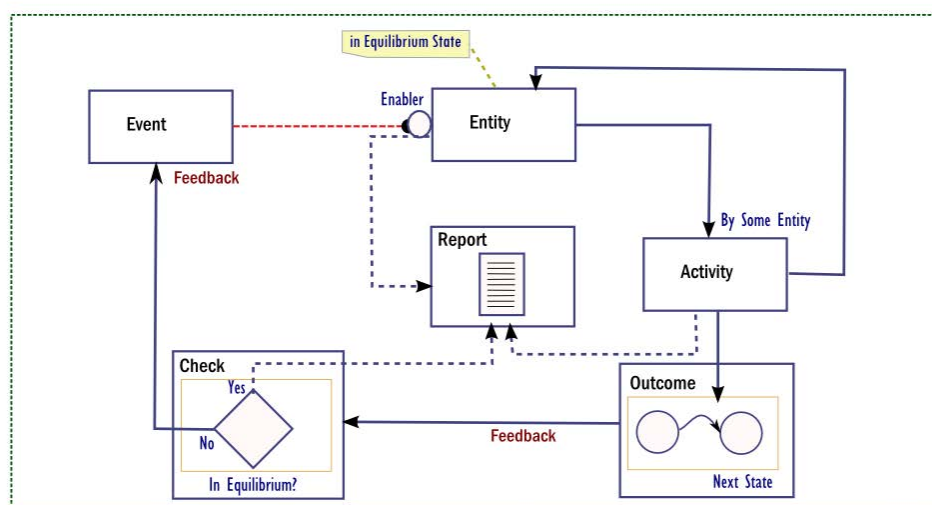 in Equilibrium State
Enabler
Event
Entity
Feedback
By Some Entity
Report
Activity
Check
Yes
Outcome
No
Feedback
In Equilibrium?
Next State